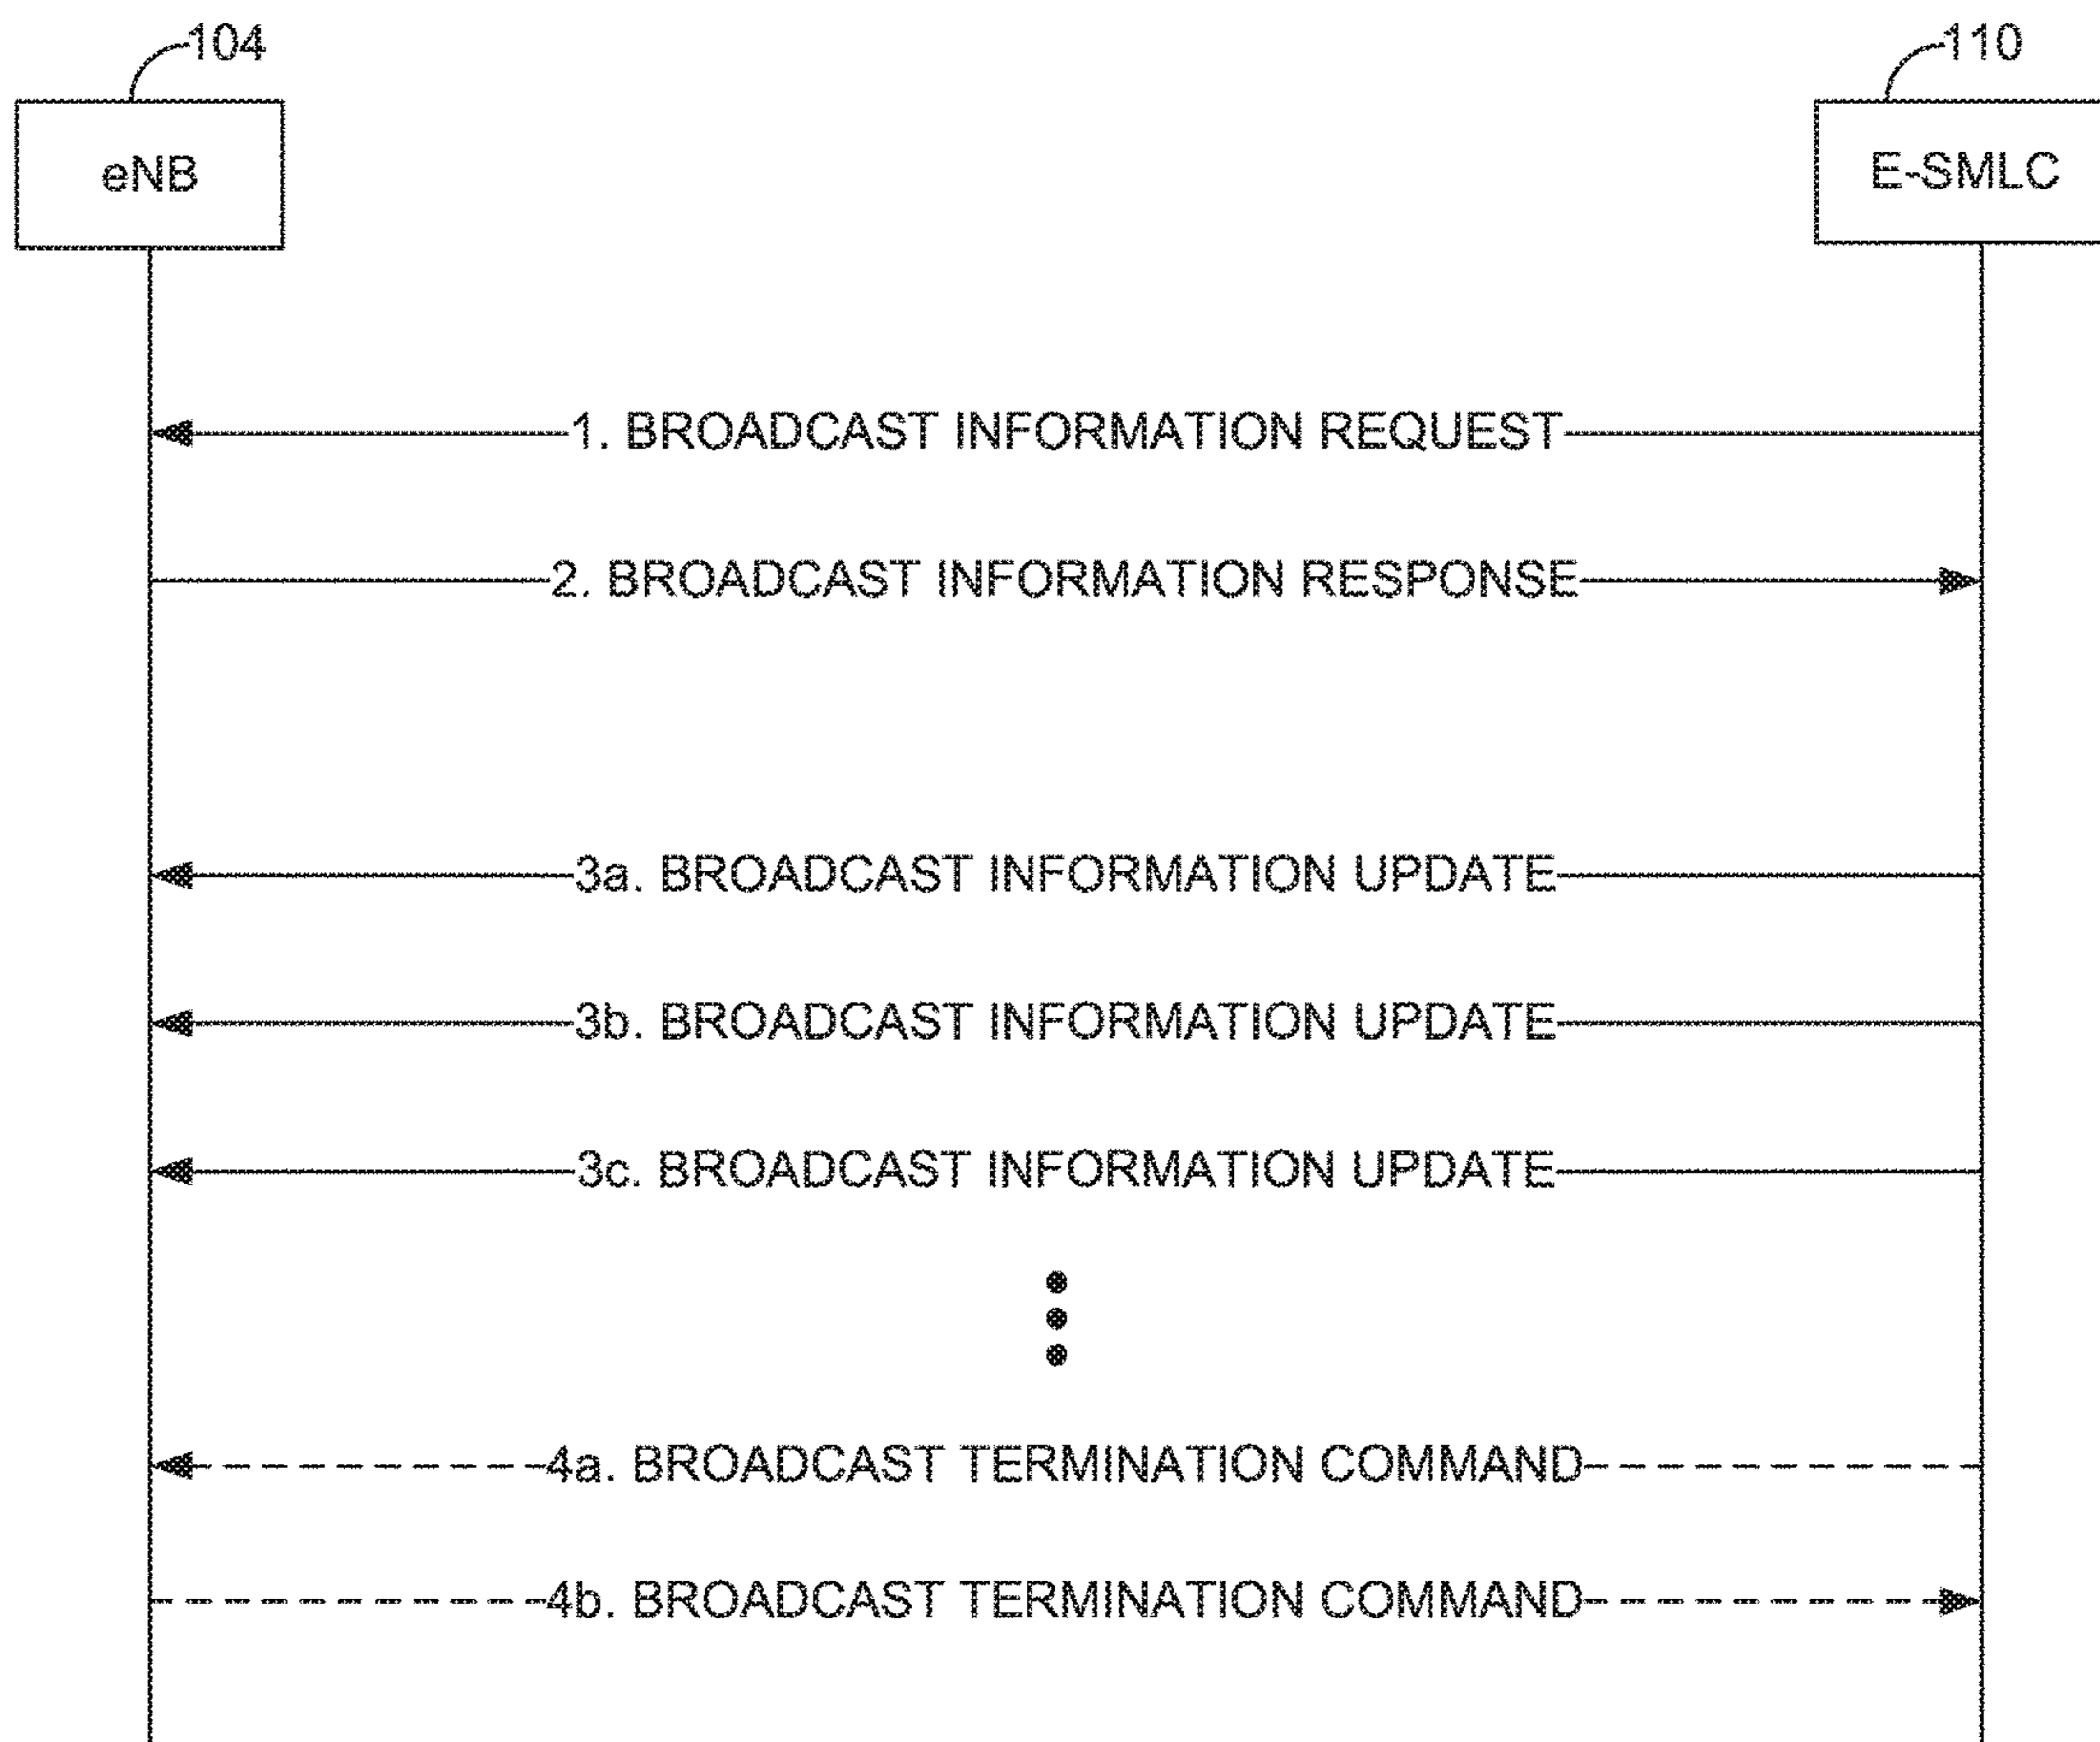 104
110
eNB
E-SMLC
1. BROADCAST INFORMATION REQUEST
2. BROADCAST INFORMATION RESPONSE
3a. BROADCAST INFORMATION UPDATE
3b. BROADCAST INFORMATION UPDATE
3c. BROADCAST INFORMATION UPDATE
4a. BROADCAST TERMINATION COMMAND
4b. BROADCAST TERMINATION COMMAND